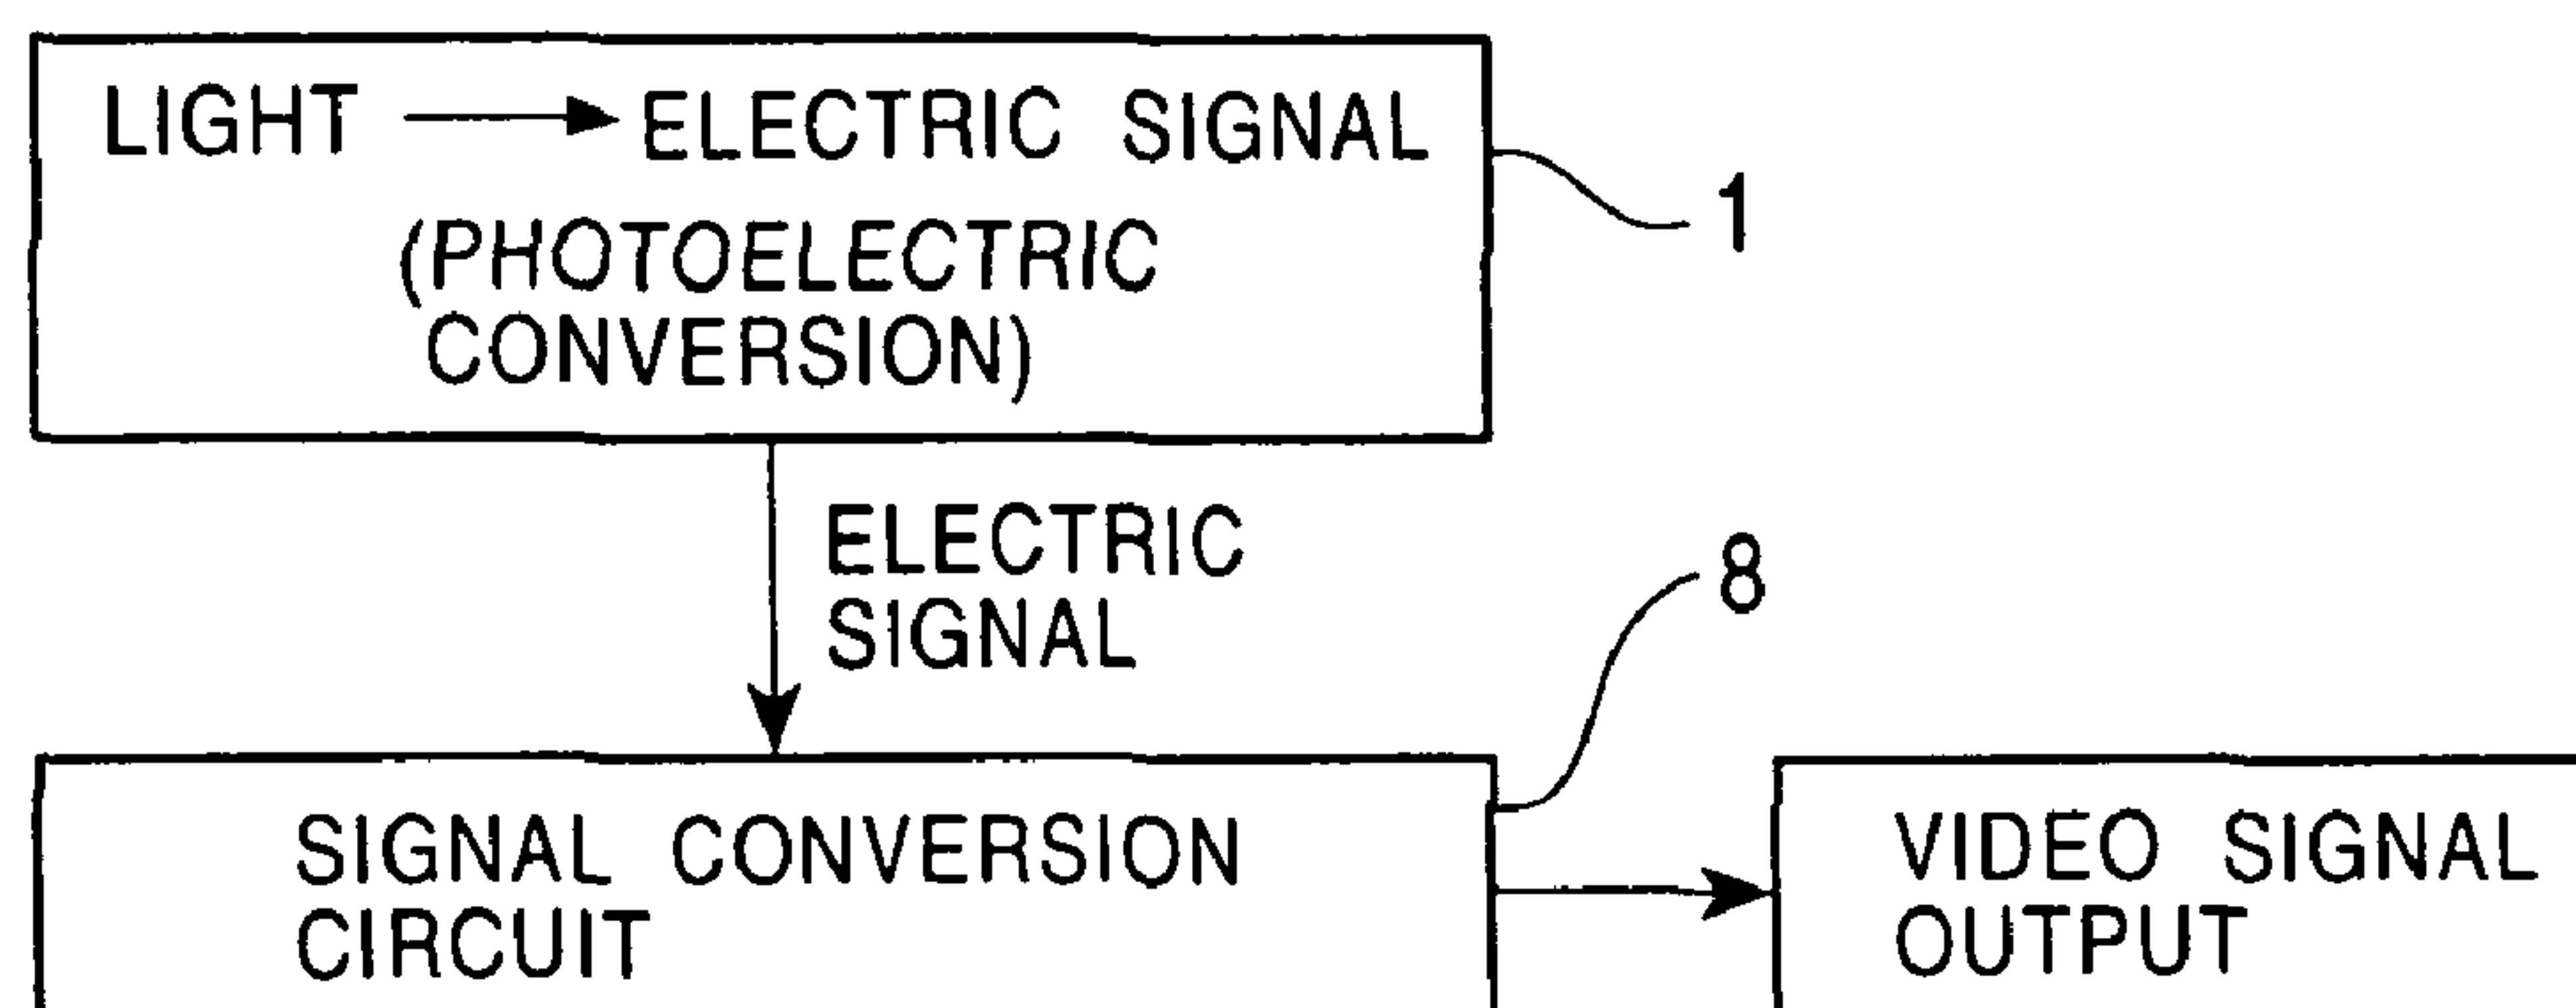 LIGHT → ELECTRIC SIGNAL
(PHOTOELECTRIC
CONVERSION)
1
ELECTRIC
SIGNAL
8
SIGNAL CONVERSION
CIRCUIT
VIDEO SIGNAL
OUTPUT